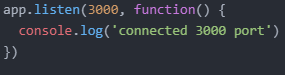 app.listen(3000, function() {
  console.log('connected 3000 port')
})